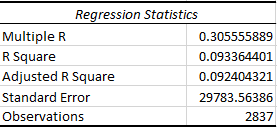 Regression Statistics
Multiple R 0.305555889
R Square 0.093364401
Adjusted R Square 0.092404321
Standard Error 29783.56386
Observations 2837